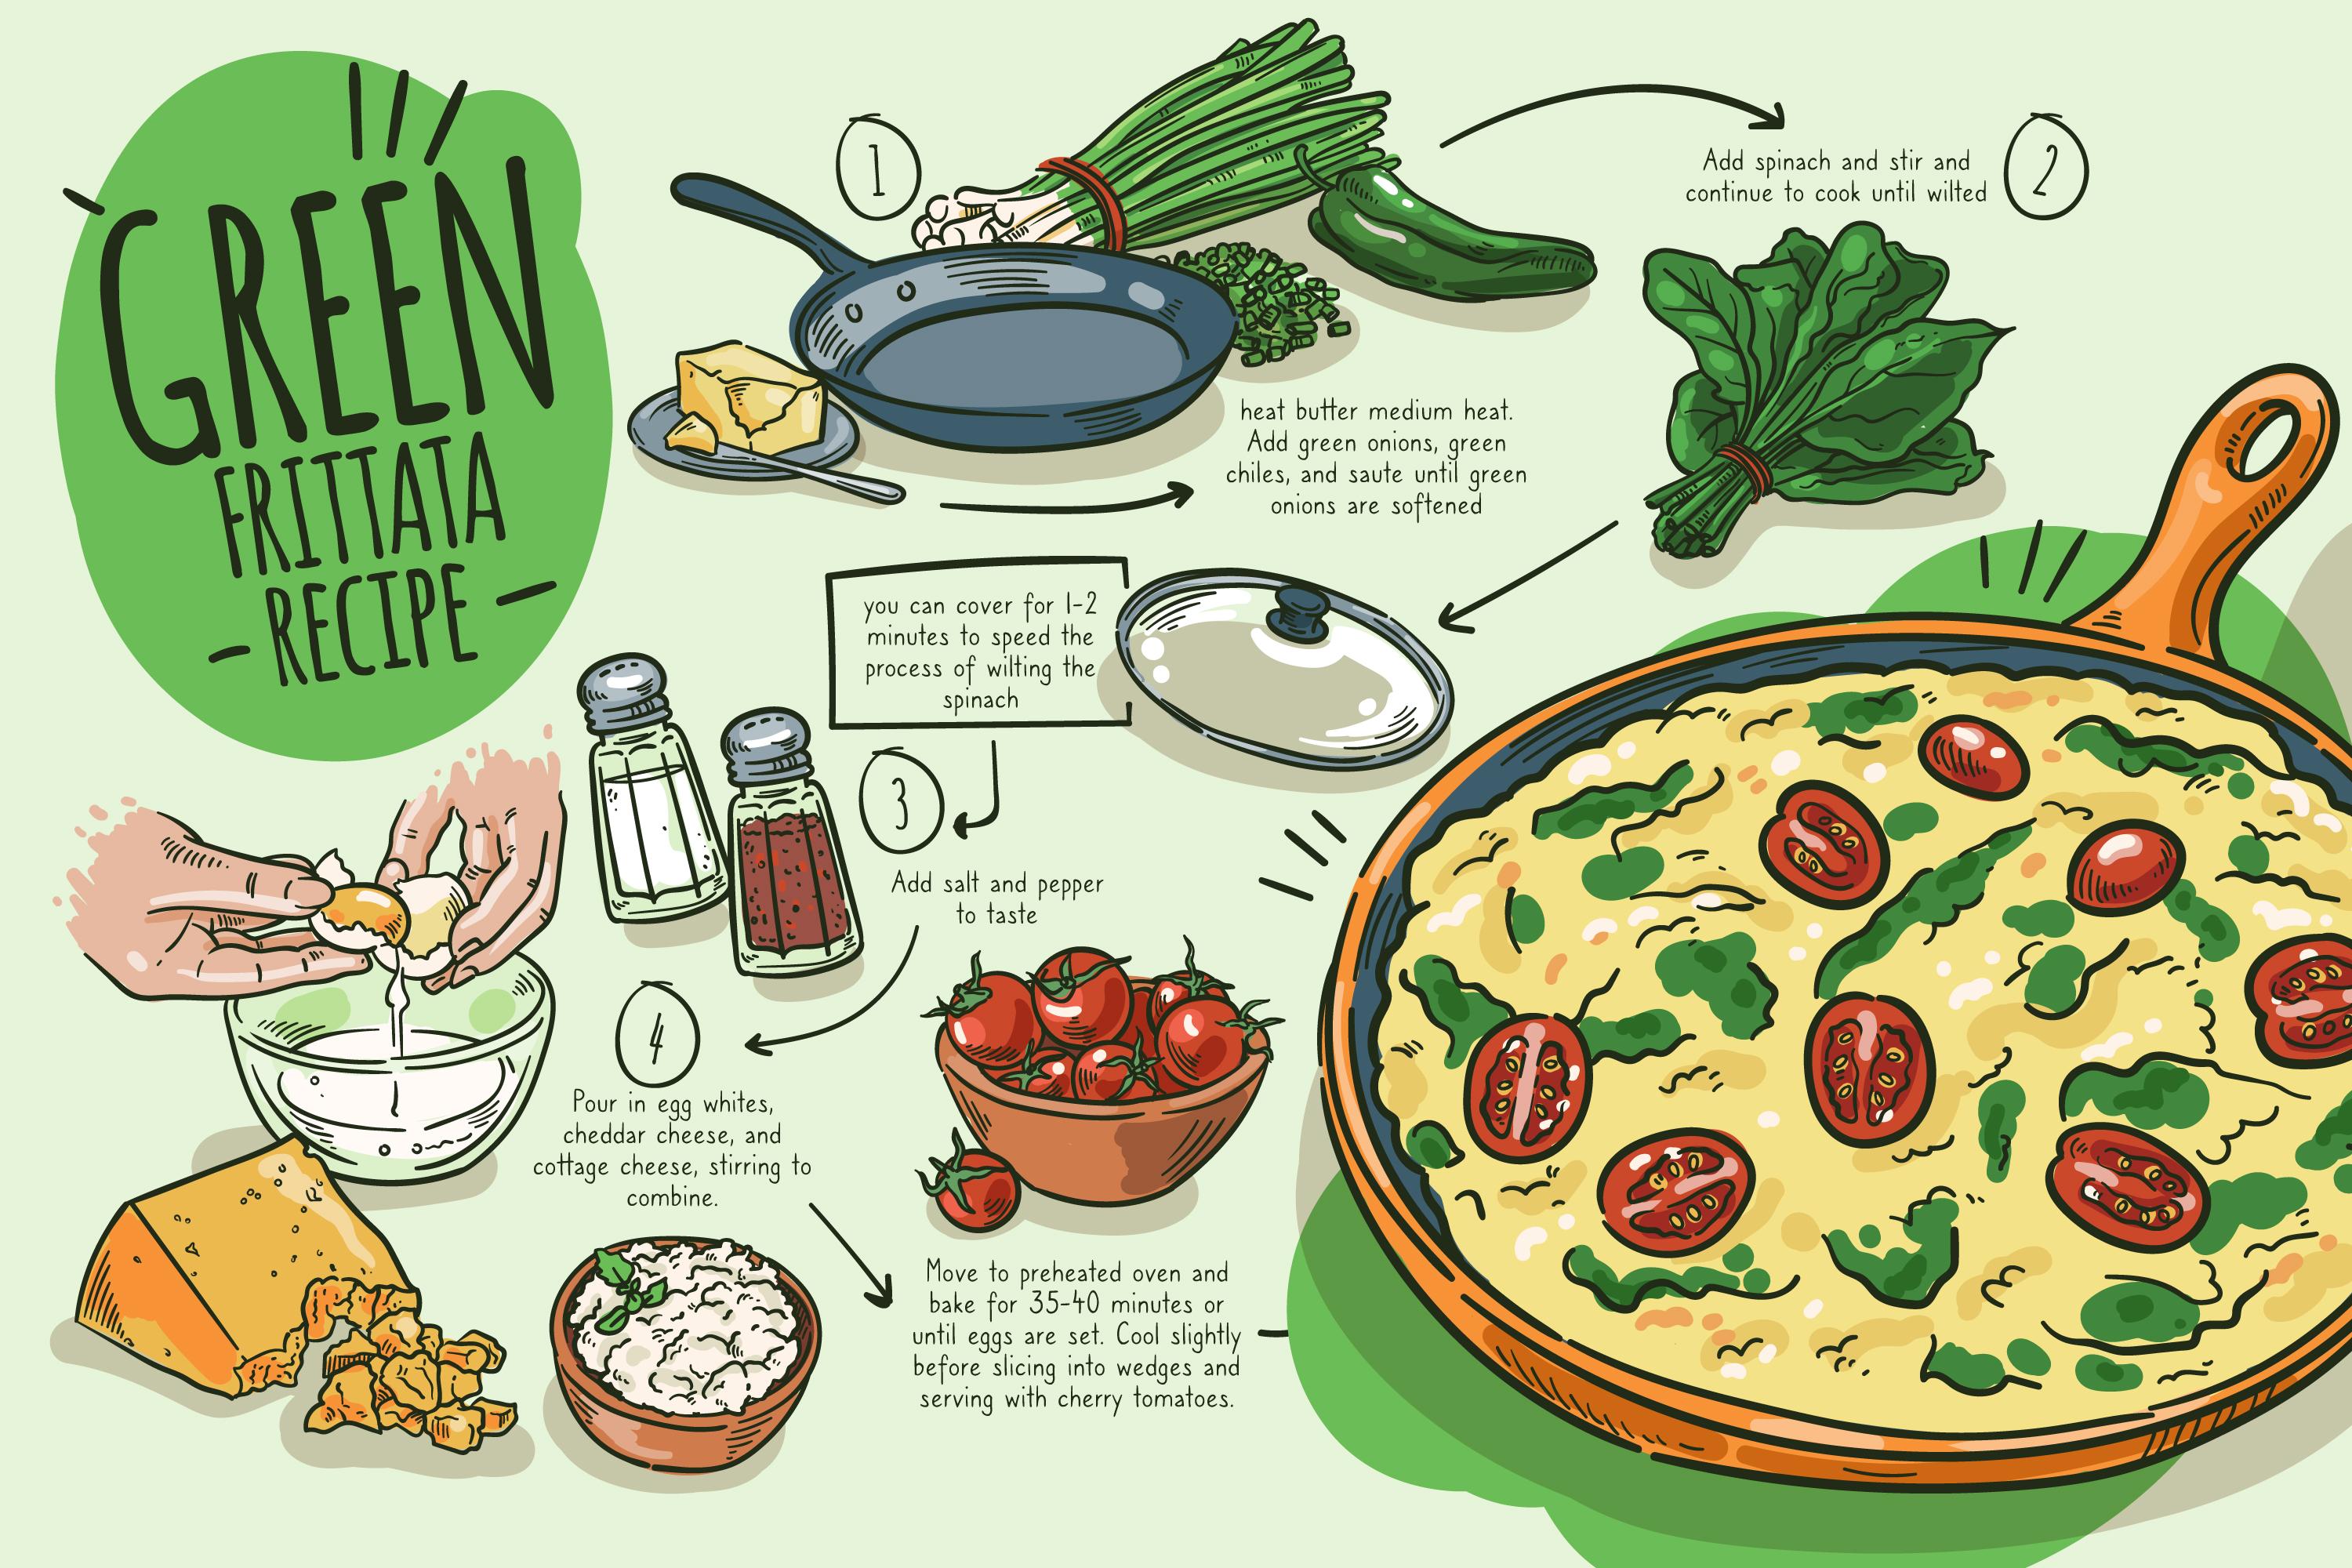 GREEN
FRITTATA
- RECIPE -
1
heat butter medium heat.
Add green onions, green
chiles, and saute until green
onions are softened
2
Add spinach and stir and
continue to cook until wilted
you can cover for 1-2
minutes to speed the
process of wilting the
spinach
3
Add salt and pepper
to taste
4
Pour in egg whites,
cheddar cheese, and
cottage cheese, stirring to
combine.
Move to preheated oven and
bake for 35-40 minutes or
until eggs are set. Cool slightly
before slicing into wedges and
serving with cherry tomatoes.